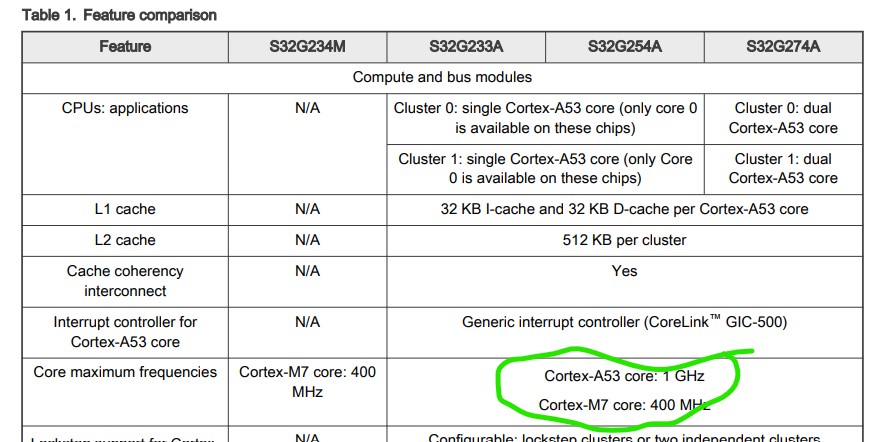 Table 1. Feature comparison
Feature S32G234M S32G233A S32G254A S32G274A
Compute and bus modules
CPUs: applications N/A Cluster 0: single Cortex-A53 core (only core 0 Cluster 0: dual
is available on these chips) Cortex-A53 core
Cluster 1: single Cortex-A53 core (only Core Cluster 1: dual
0 is available on these chips) Cortex-A53 core
L1 cache N/A 32 KB I-cache and 32 KB D-cache per Cortex-A53 core
L2 cache N/A 512 KB per cluster
Cache coherency N/A Yes
interconnect
Interrupt controller for N/A Generic interrupt controller (CoreLink™ GIC-500)
Cortex-A53 core
Core maximum frequencies Cortex-M7 core: 400 Cortex-A53 core: 1 GHz
MHz Cortex-M7 core: 400 MHz
Lockstep support for Cortex- N/A Configurable: lockstep clusters or two independent clusters